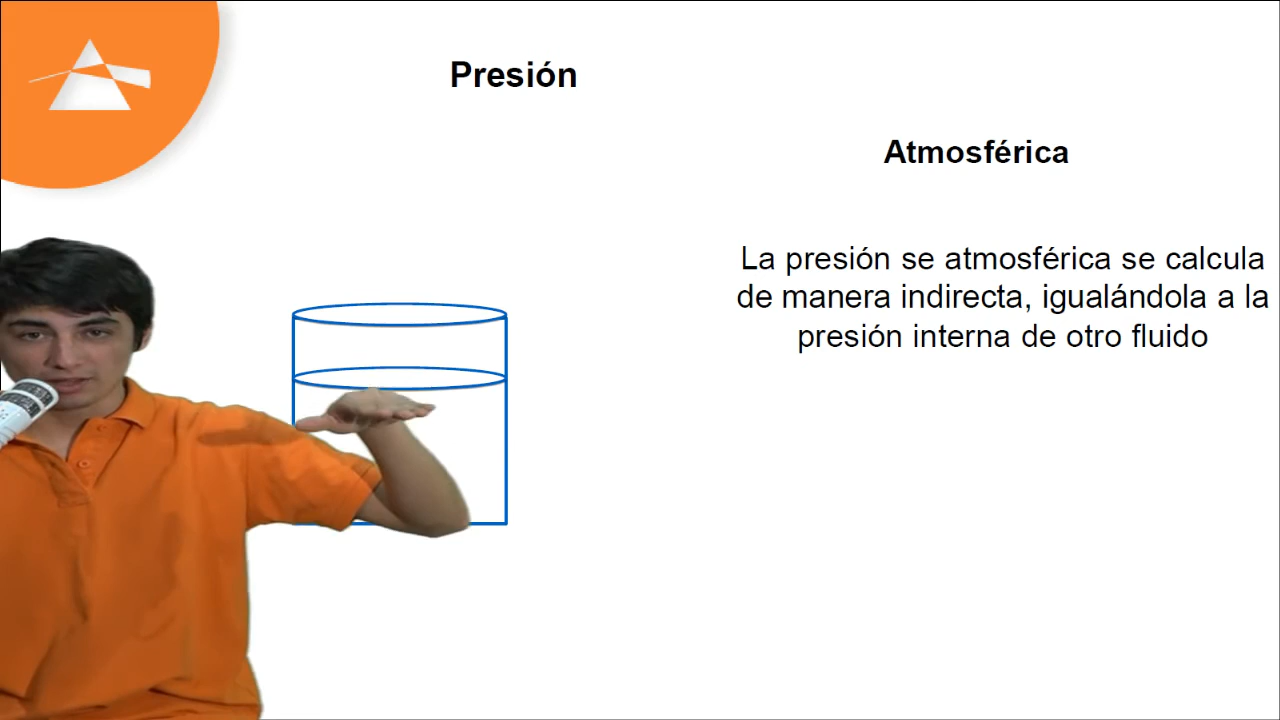 Presión
Atmosférica
La presión se atmosférica se calcula
de manera indirecta, igualándola a la
presión interna de otro fluido